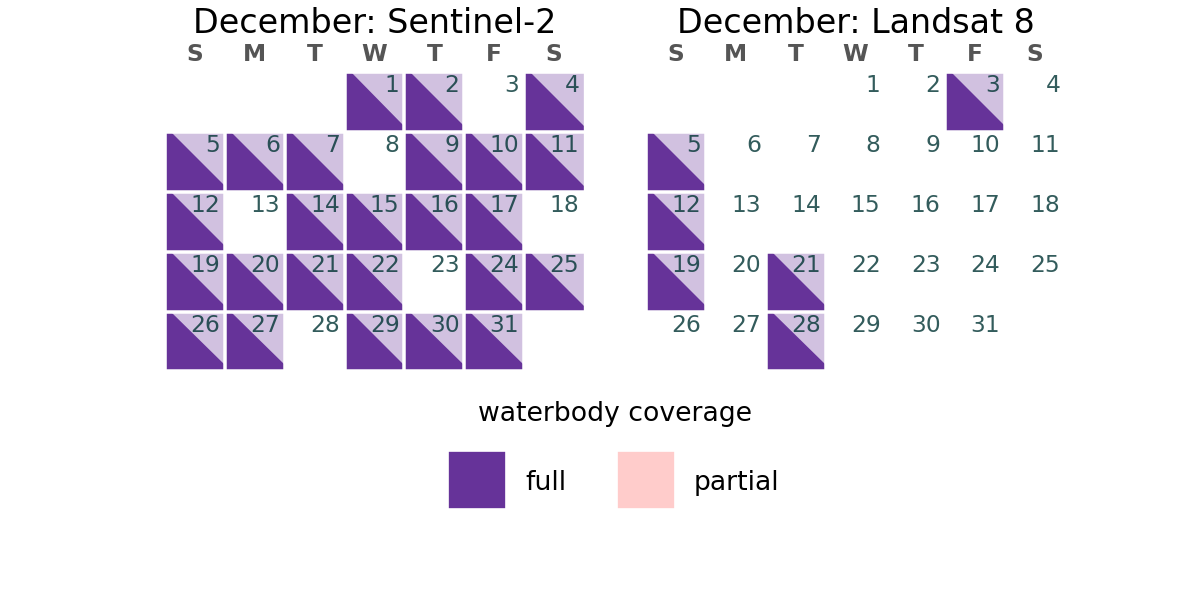 December: Sentinel-2
S M T W T F S
1 2 3 4
5 6 7 8 9 10 11
12 13 14 15 16 17 18
19 20 21 22 23 24 25
26 27 28 29 30 31
December: Landsat 8
S M T W T F S
1 2 3 4
5 6 7 8 9 10 11
12 13 14 15 16 17 18
19 20 21 22 23 24 25
26 27 28 29 30 31
waterbody coverage
full partial